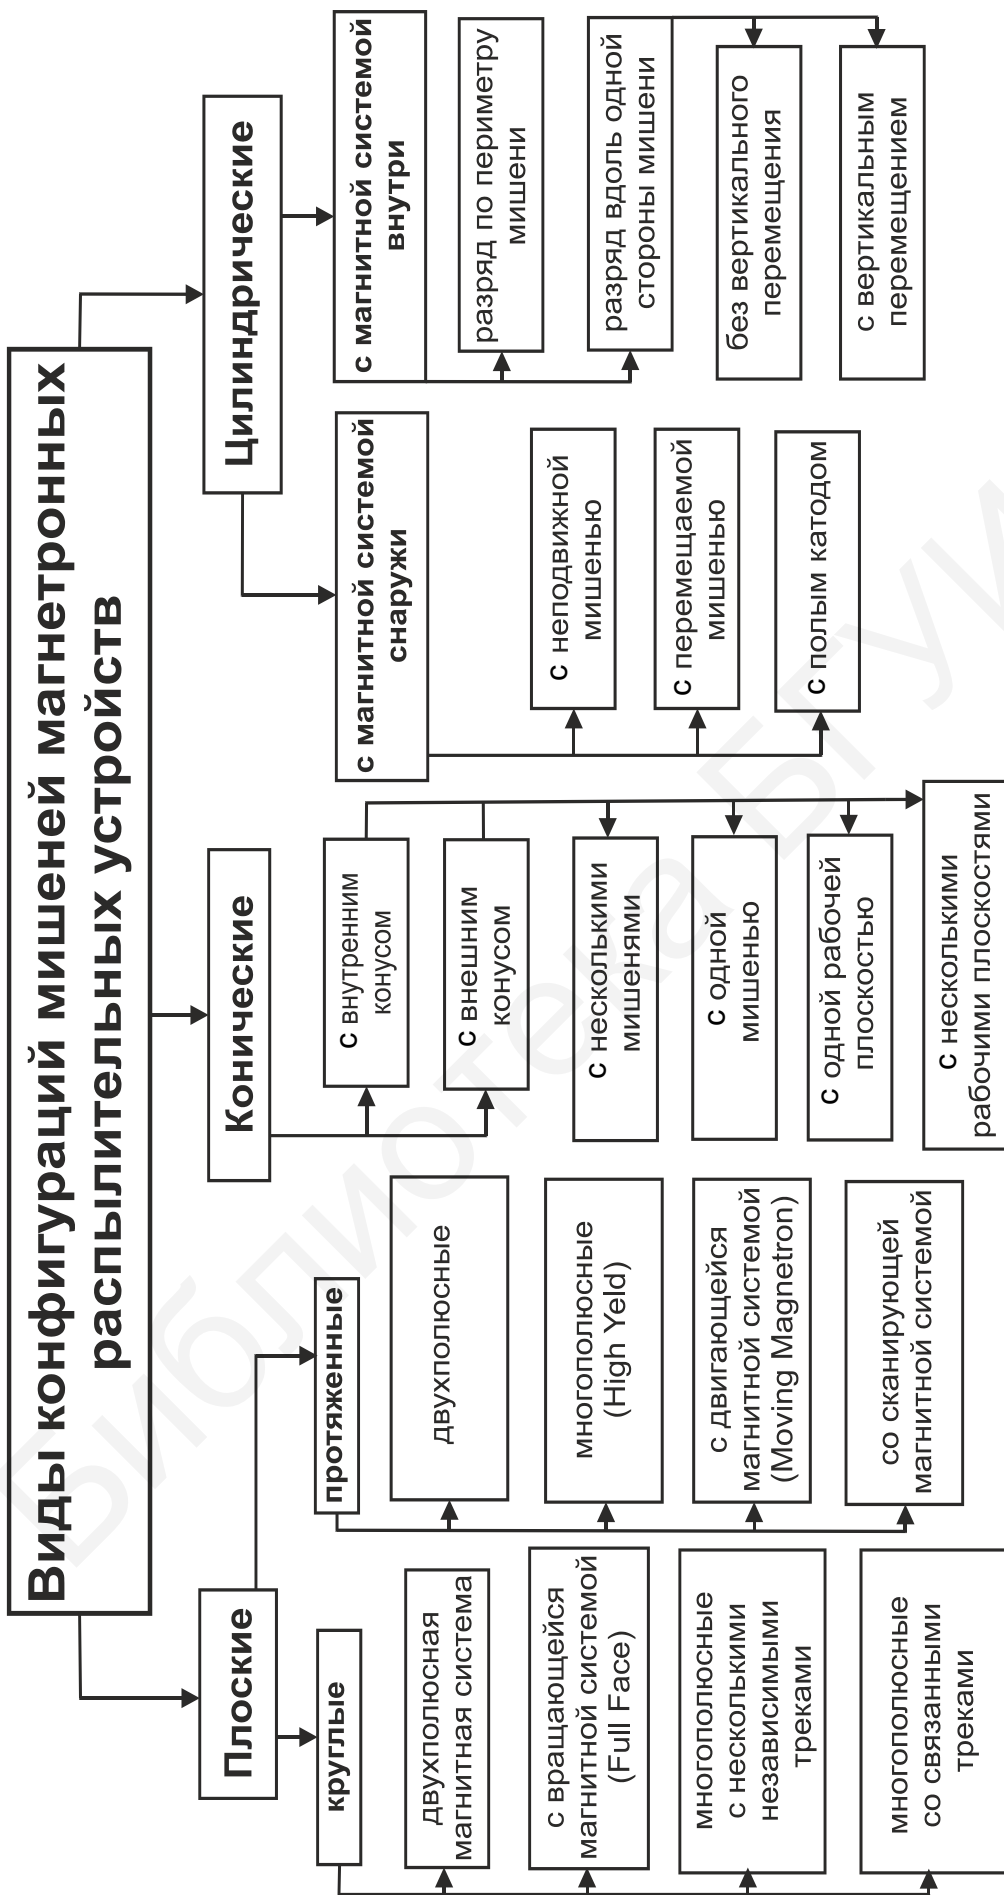 Виды конфигураций мишеней магнетронных
распылительных устройств
Плоские
круглые
двухполюсная
магнитная система
с вращающейся
магнитной системой
(Full Face)
многополюсные
с несколькими
независимыми
треками
многополюсные
со связанными
треками
протяженные
двухполюсные
многополюсные
(High Yeld)
с двигающейся
магнитной системой
(Moving Magnetron)
со сканирующей
магнитной системой
Конические
с внутренним
конусом
с внешним
конусом
с несколькими
мишенями
с одной
мишенью
с одной рабочей
плоскостью
с несколькими
рабочими плоскостями
Цилиндрические
с магнитной системой
снаружи
с неподвижной
мишенью
с перемещаемой
мишенью
с полым катодом
с магнитной системой
внутри
разряд по периметру
мишени
разряд вдоль одной
стороны мишени
без вертикального
перемещения
с вертикальным
перемещением
Библиотека БГУИ